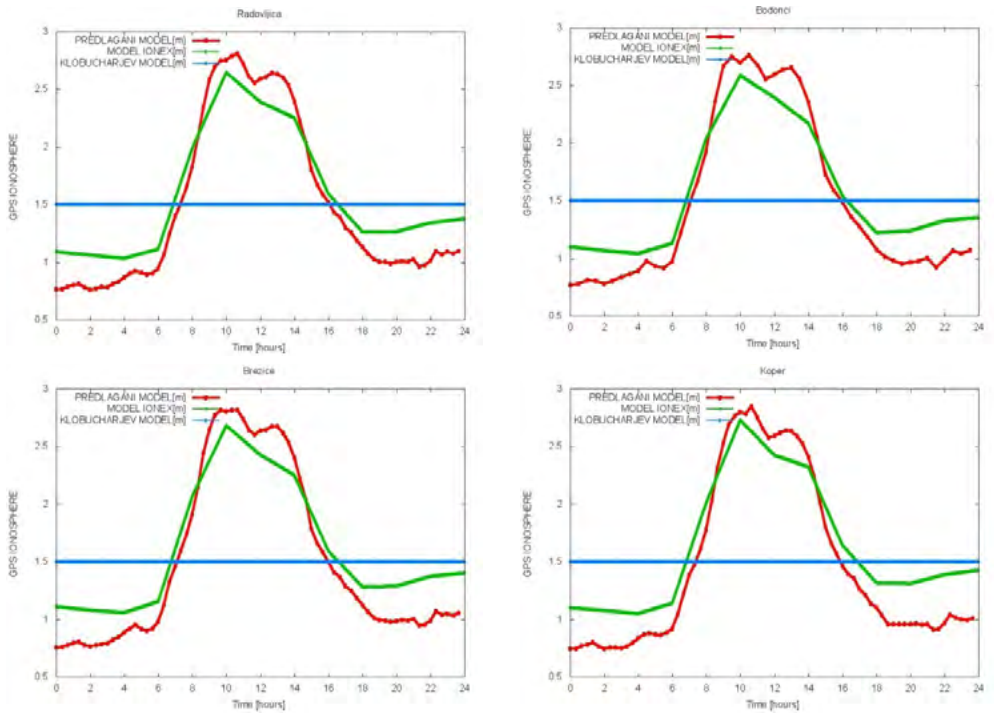 Radovljica
PREDLAGANI MODEL[m]
MODEL IONEX[m]
KLOBUCHARJEV MODEL[m]
GPS IONOSPHERE
3
2.5
2
1.5
1
0.5
0 2 4 6 8 10 12 14 16 18 20 22 24
Time [hours]
Bodonci
PREDLAGANI MODEL[m]
MODEL IONEX[m]
KLOBUCHARJEV MODEL[m]
GPS IONOSPHERE
3
2.5
2
1.5
1
0.5
0 2 4 6 8 10 12 14 16 18 20 22 24
Time [hours]
Brezice
PREDLAGANI MODEL[m]
MODEL IONEX[m]
KLOBUCHARJEV MODEL[m]
GPS IONOSPHERE
3
2.5
2
1.5
1
0.5
0 2 4 6 8 10 12 14 16 18 20 22 24
Time [hours]
Koper
PREDLAGANI MODEL[m]
MODEL IONEX[m]
KLOBUCHARJEV MODEL[m]
GPS IONOSPHERE
3
2.5
2
1.5
1
0.5
0 2 4 6 8 10 12 14 16 18 20 22 24
Time [hours]